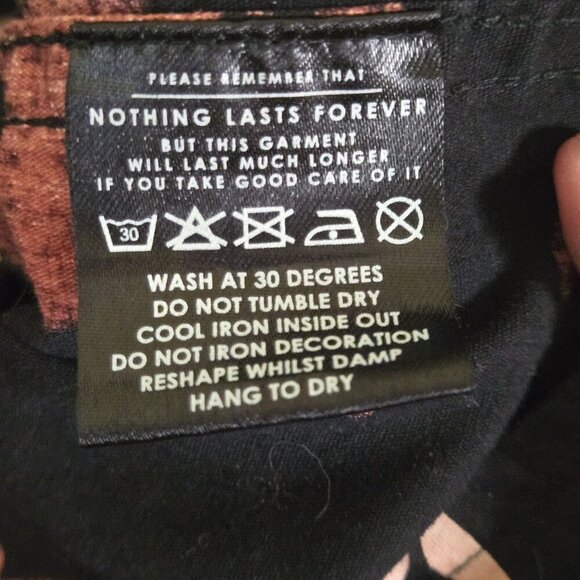 PLEASE REMEMBER THAT
NOTHING LASTS FOREVER
BUT THIS GARMENT
WILL LAST MUCH LONGER
IF YOU TAKE GOOD CARE OF IT
30
WASH AT 30 DEGREES
DO NOT TUMBLE DRY
COOL IRON INSIDE OUT
DO NOT IRON DECORATION
RESHAPE WHILST DAMP
HANG TO DRY